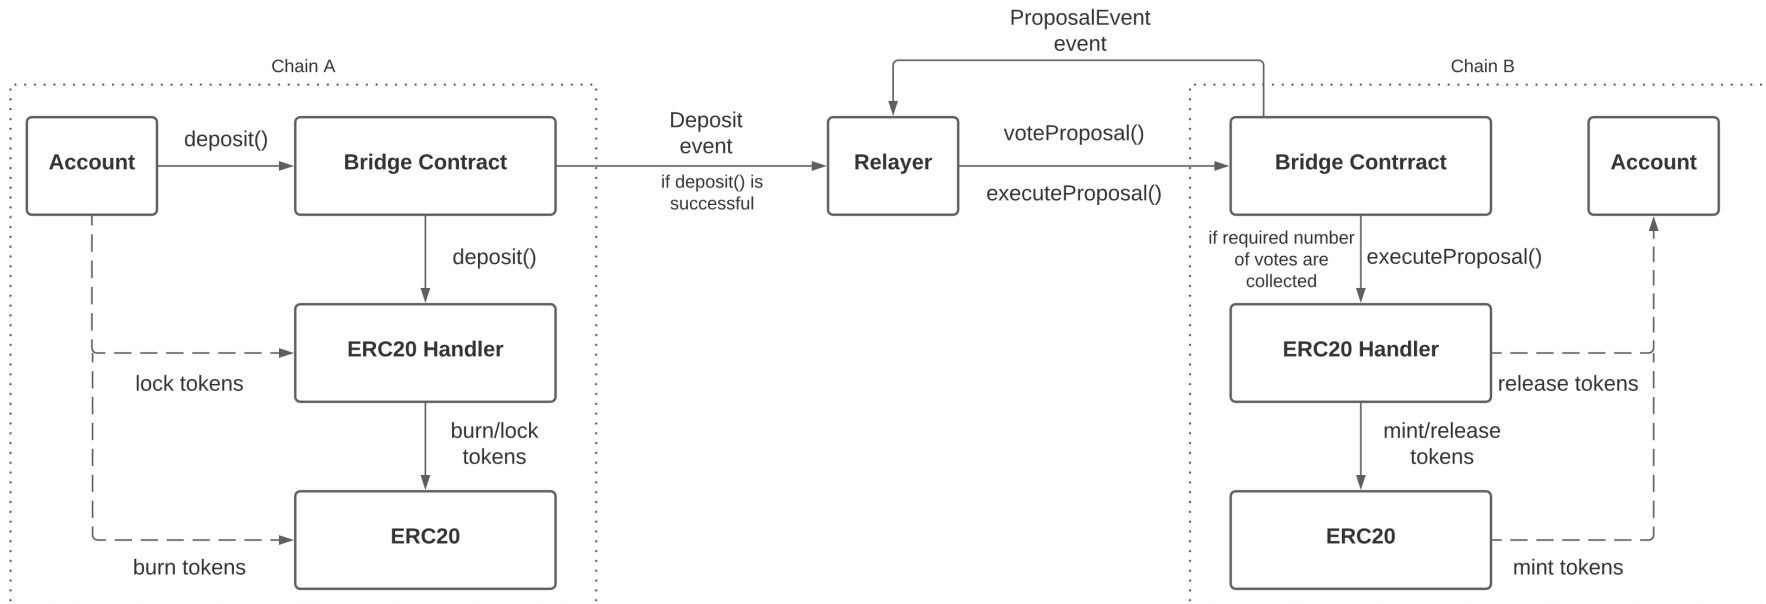 ProposalEvent
event
Chain A
Chain B
Account
deposit()
Bridge Contract
Deposit
event
if deposit() is
successful
Relayer
voteProposal()
executeProposal()
Bridge Contrract
Account
deposit()
if required number
of votes are
collected
executeProposal()
ERC20 Handler
lock tokens
ERC20 Handler
release tokens
burn/lock
tokens
mint/release
tokens
ERC20
burn tokens
ERC20
mint tokens